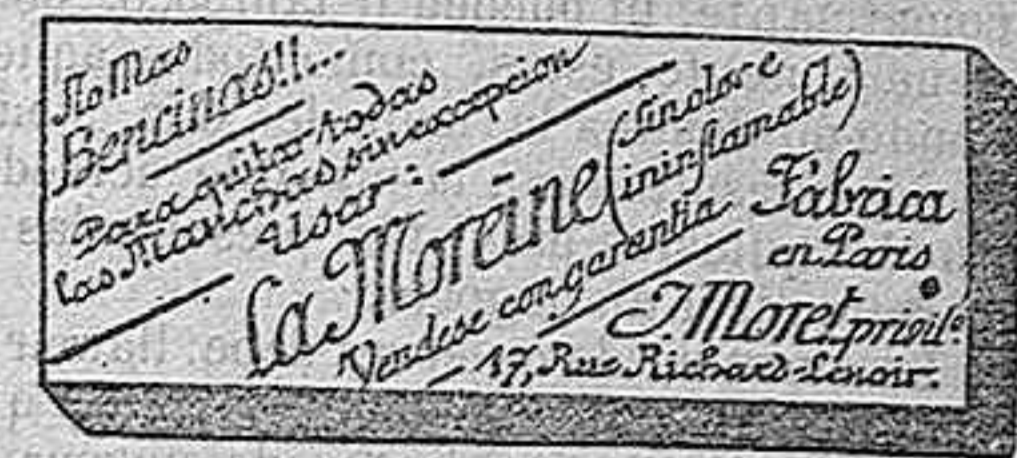 No Mas
Bencinas!!...
Para quitar todas
las Manchas sin excepcion
Usar:
La Moreïne (sin olor e
ininflamable)
Vendese con garantia
Fabrica
en Paris
J. Moret privil.º
17, Rue Richard-Lenoir.